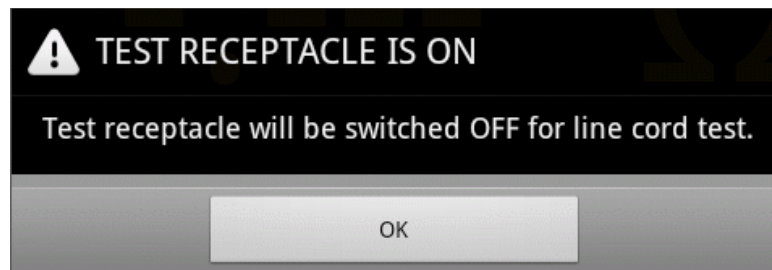 TEST RECEPTACLE IS ON
Test receptacle will be switched OFF for line cord test.
OK